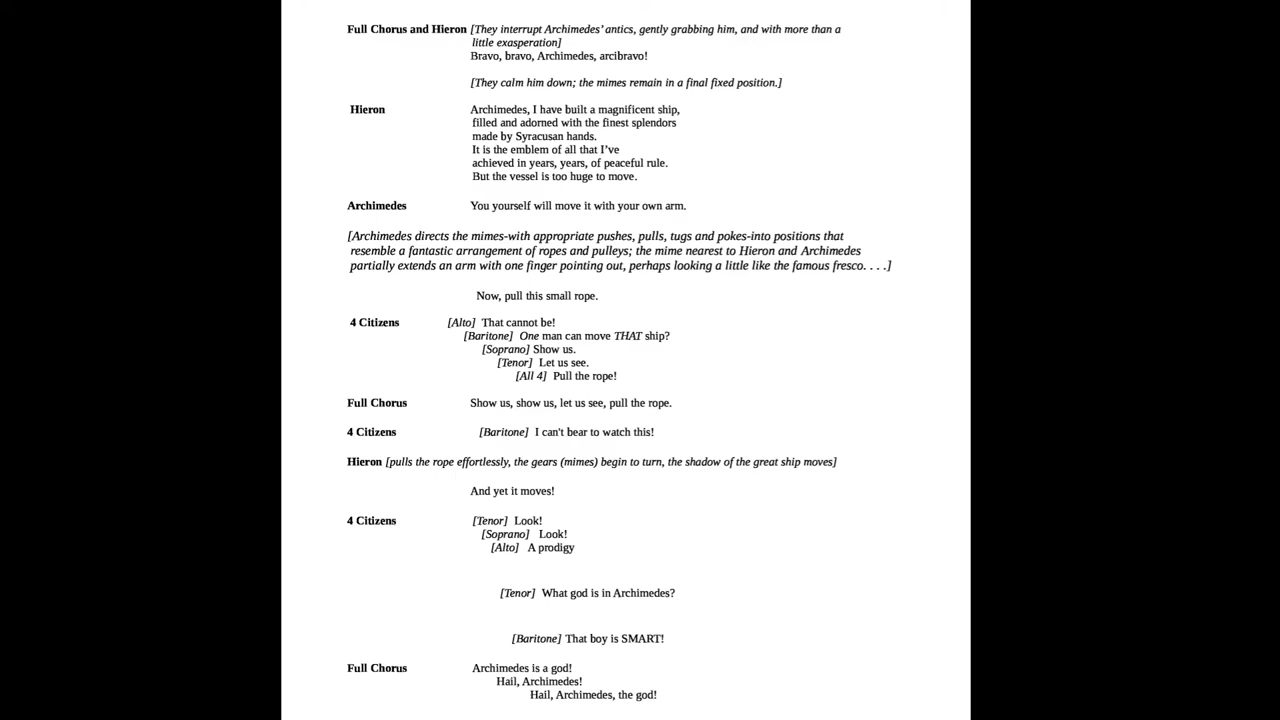 Full Chorus and Hieron [They interrupt Archimedes' antics, gently grabbing him, and with more than a
little exasperation]
Bravo, bravo, Archimedes, arcibravo!
[They calm him down; the mimes remain in a final fixed position.]
Hieron Archimedes, I have built a magnificent ship,
filled and adorned with the finest splendors
made by Syracusan hands.
It is the emblem of all that I've
achieved in years, years, of peaceful rule.
But the vessel is too huge to move.
Archimedes You yourself will move it with your own arm.
[Archimedes directs the mimes-with appropriate pushes, pulls, tugs and pokes-into positions that
resemble a fantastic arrangement of ropes and pulleys; the mime nearest to Hieron and Archimedes
partially extends an arm with one finger pointing out, perhaps looking a little like the famous fresco. . . .]
Now, pull this small rope.
4 Citizens [Alto] That cannot be!
[Baritone] One man can move THAT ship?
[Soprano] Show us.
[Tenor] Let us see.
[All 4] Pull the rope!
Full Chorus Show us, show us, let us see, pull the rope.
4 Citizens [Baritone] I can't bear to watch this!
Hieron [pulls the rope effortlessly, the gears (mimes) begin to turn, the shadow of the great ship moves]
And yet it moves!
4 Citizens [Tenor] Look!
[Soprano] Look!
[Alto] A prodigy
[Tenor] What god is in Archimedes?
[Baritone] That boy is SMART!
Full Chorus Archimedes is a god!
Hail, Archimedes!
Hail, Archimedes, the god!